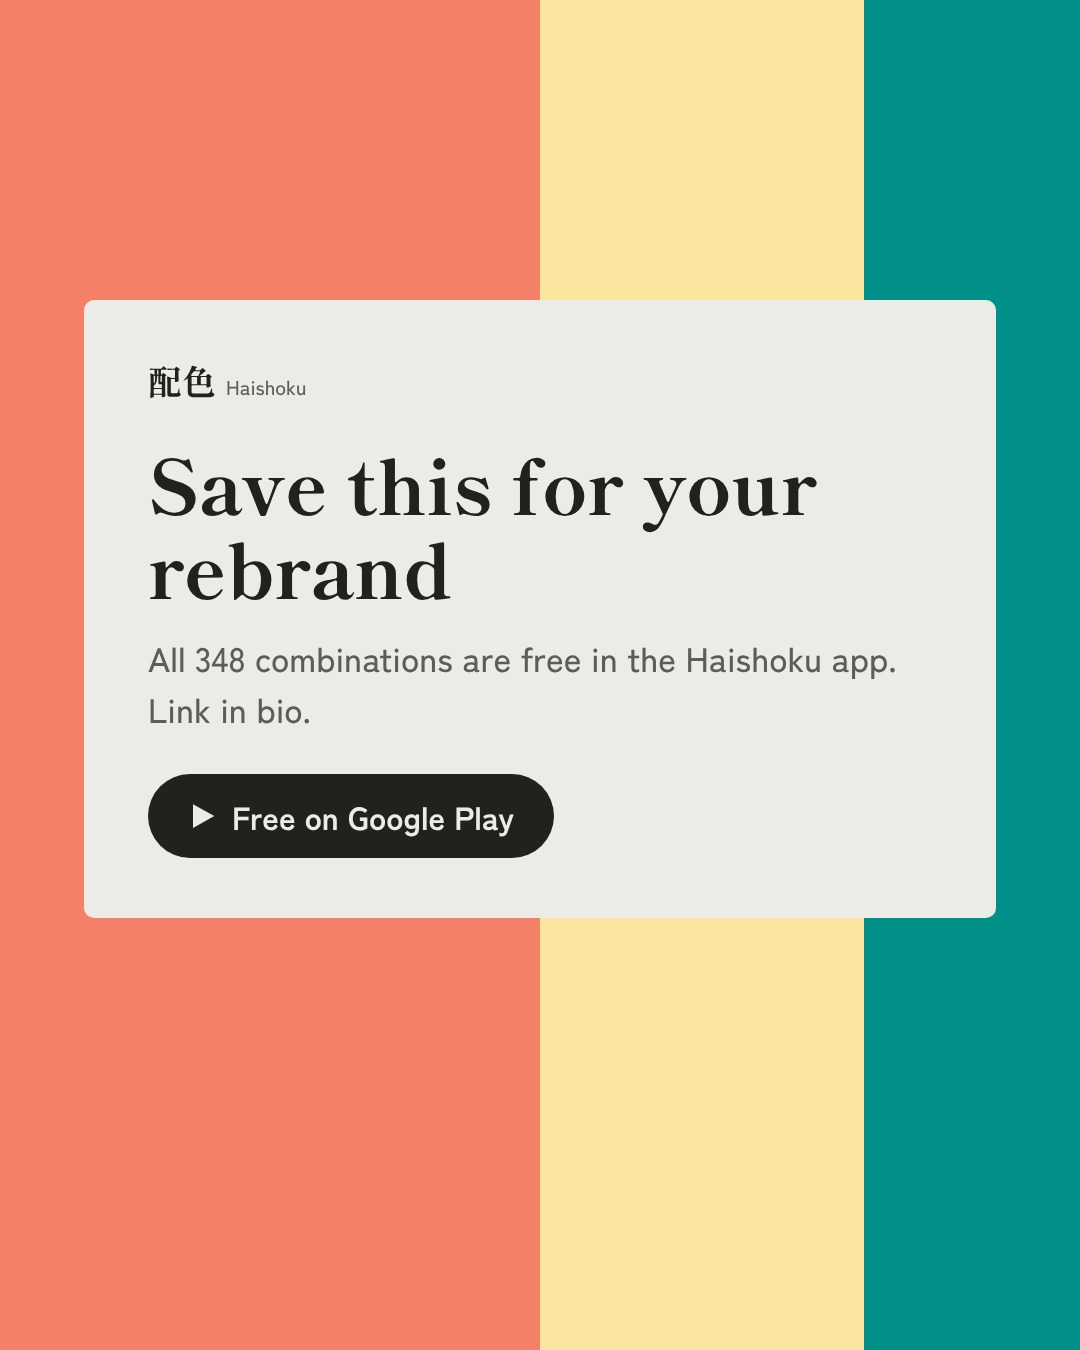 配色 Haishoku
Save this for your
rebrand
All 348 combinations are free in the Haishoku app.
Link in bio.
Free on Google Play